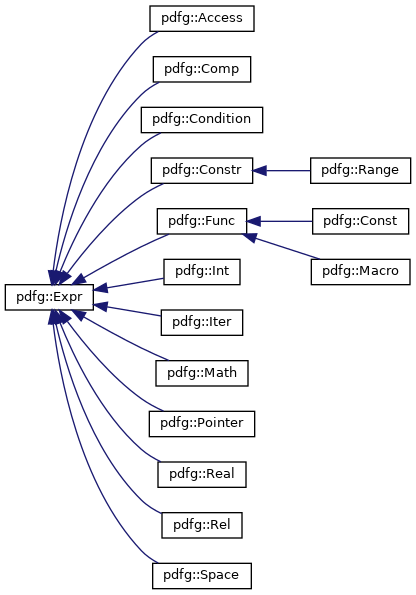 pdfg::Access
pdfg::Comp
pdfg::Condition
pdfg::Constr
pdfg::Range
pdfg::Func
pdfg::Const
pdfg::Int
pdfg::Macro
pdfg::Expr
pdfg::Iter
pdfg::Math
pdfg::Pointer
pdfg::Real
pdfg::Rel
pdfg::Space